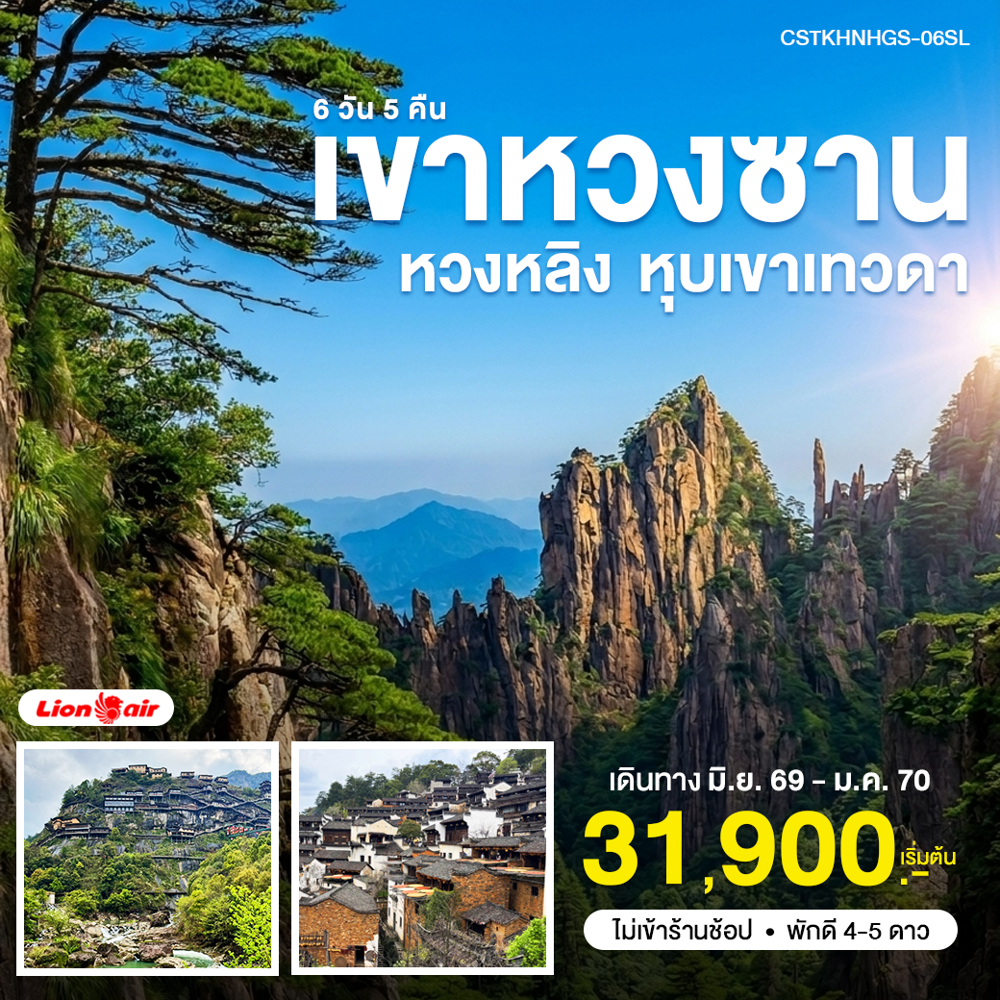 CSTKHNHGS-06SL
6 วัน 5 คืน
เขาหวงซาน
หวงหลิง หุบเขาเทวดา
Lion air
เดินทาง มิ.ย. 69 - ม.ค. 70
31,900.- เริ่มต้น
ไม่เข้าร้านช้อป • พักดี 4-5 ดาว